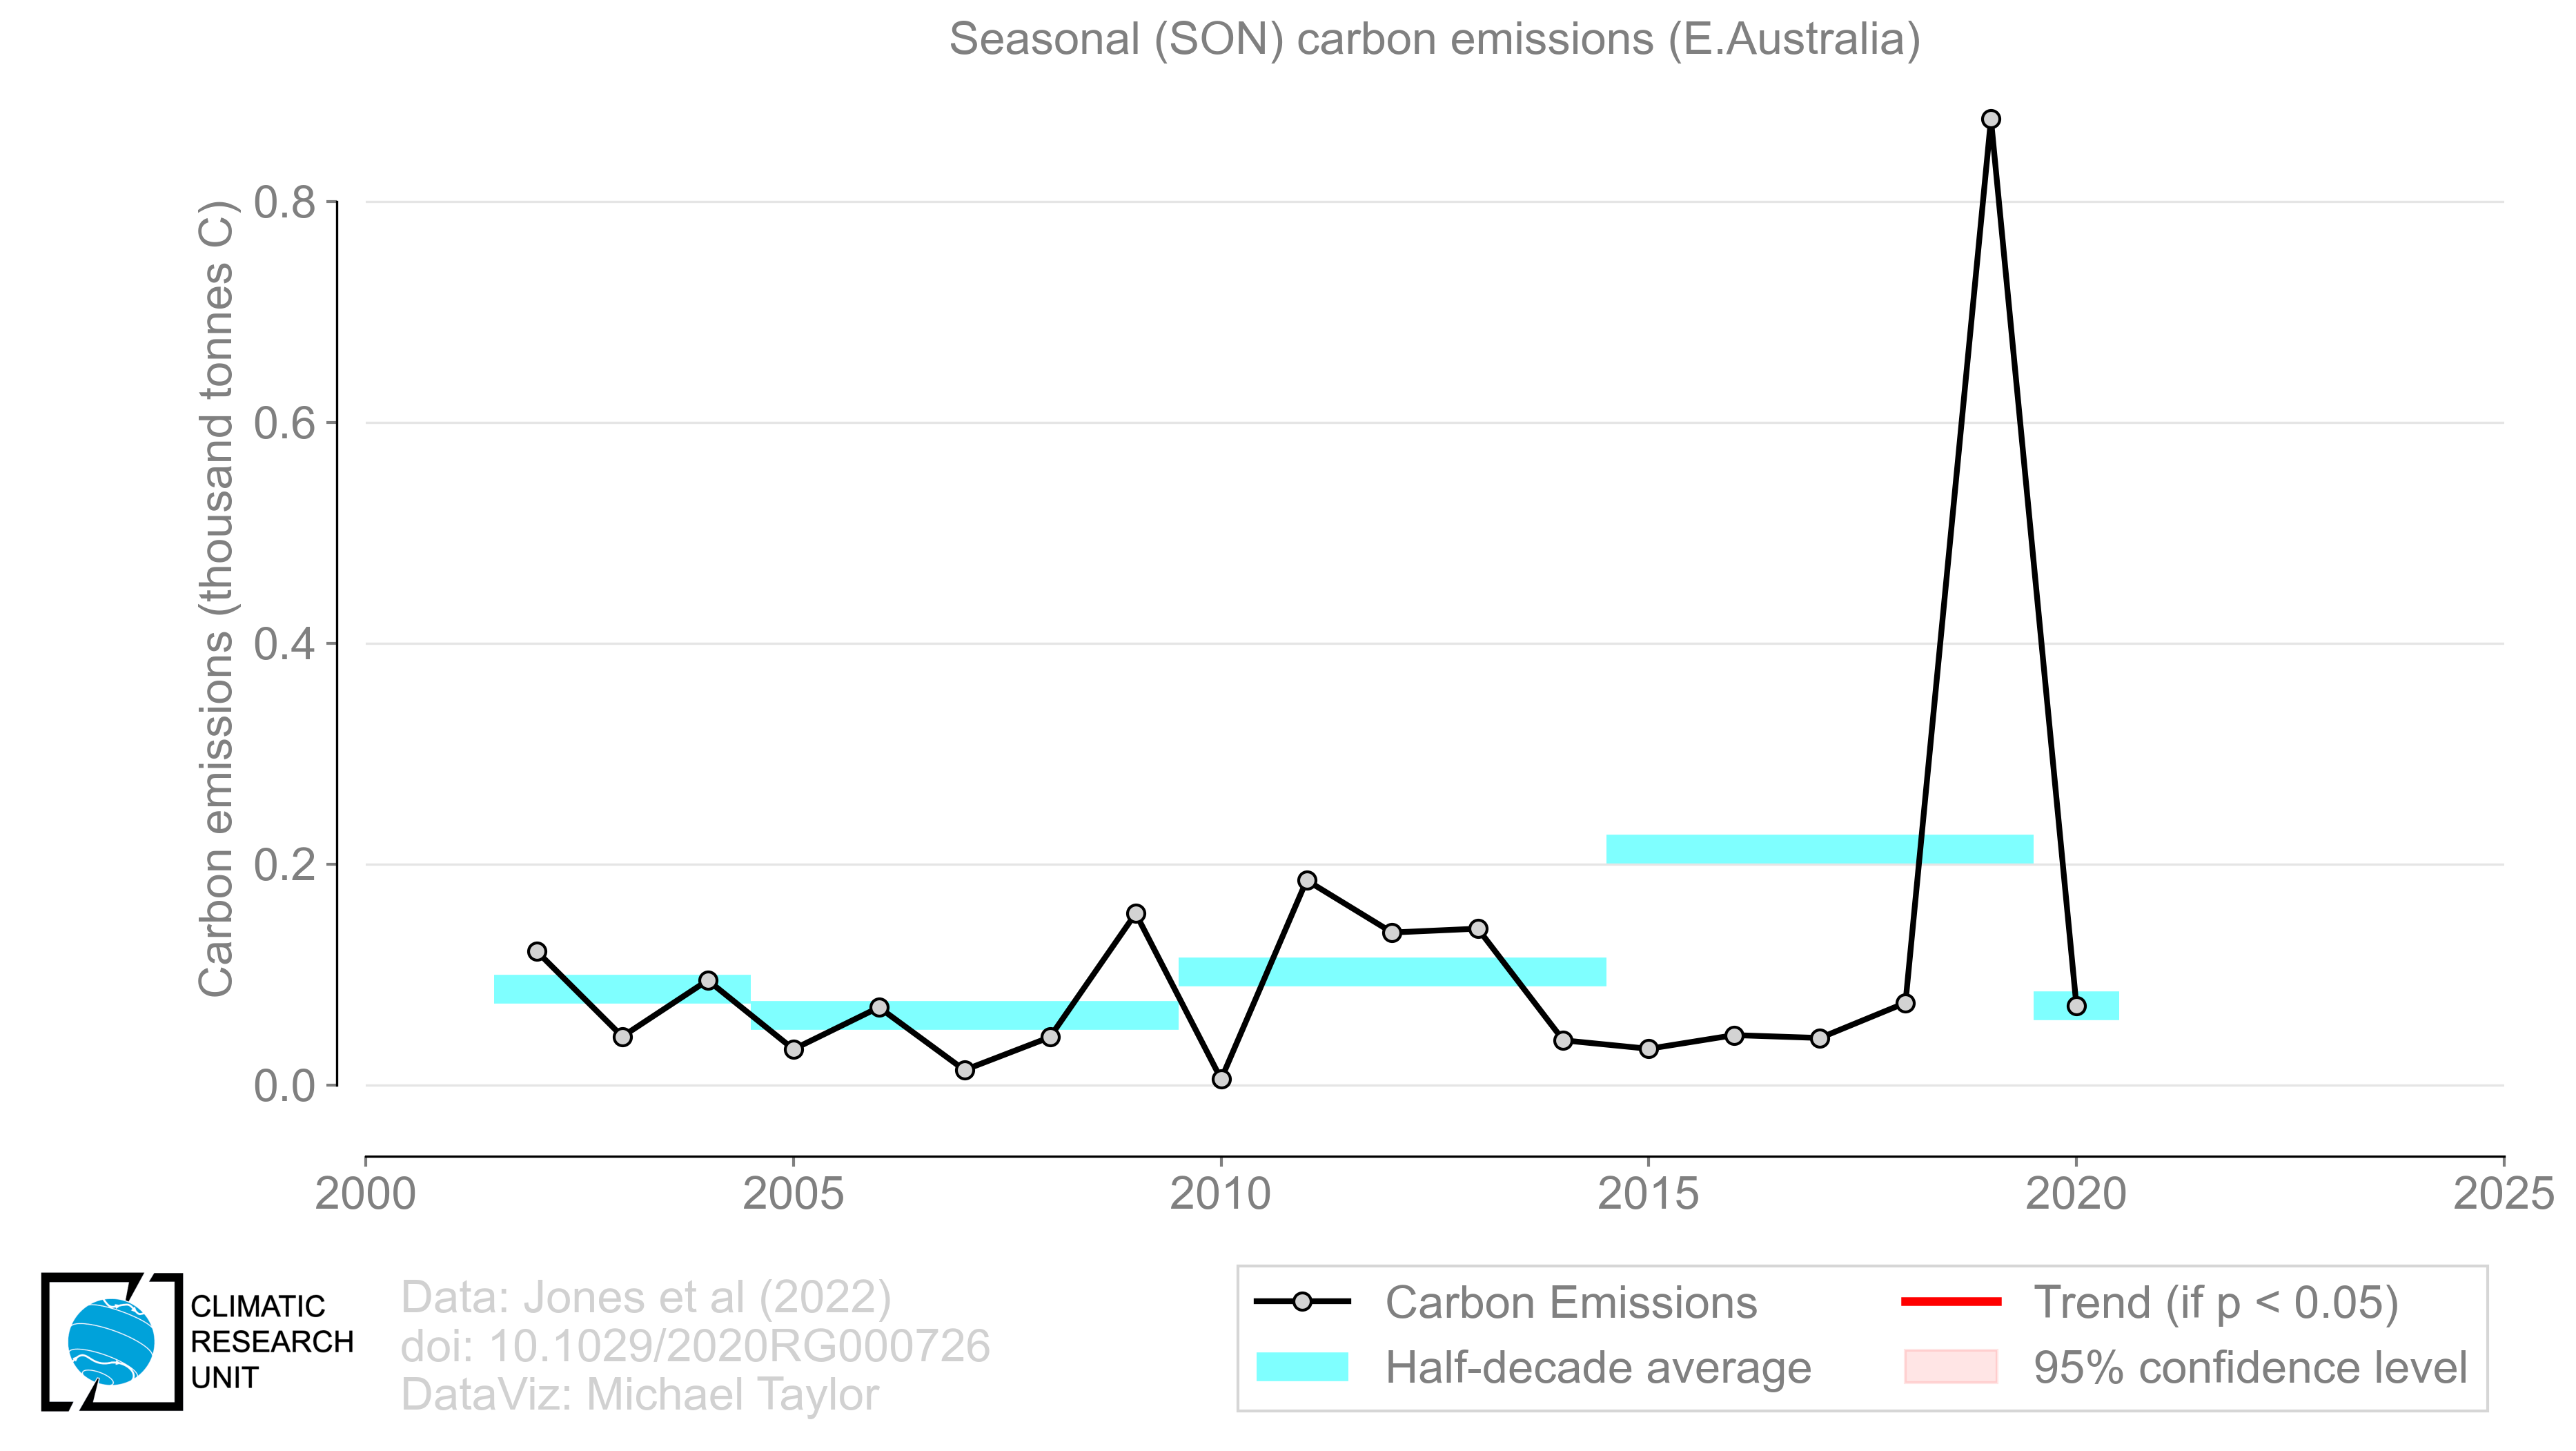 Seasonal (SON) carbon emissions (E.Australia)
Carbon emissions (thousand tonnes C)
0.8
0.6
0.4
0.2
0.0
2000 2005 2010 2015 2020 2025
CLIMATIC
RESEARCH
UNIT
Data: Jones et al (2022)
doi: 10.1029/2020RG000726
DataViz: Michael Taylor
Carbon Emissions
Half-decade average
Trend (if p < 0.05)
95% confidence level